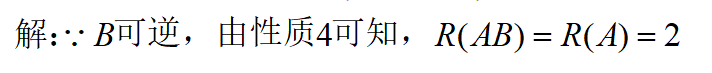 解:∵ B可逆，由性质4可知，R(AB) = R(A) = 2